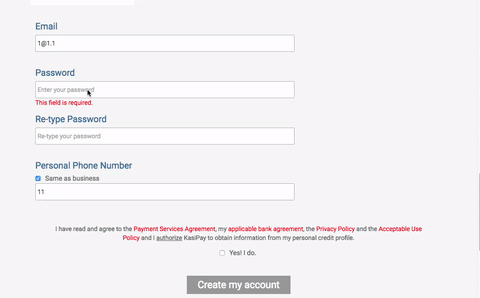 Email
1@1.1
Password
Enter your password
This field is required.
Re-type Password
Re-type your password
Personal Phone Number
Same as business
11
I have read and agree to the Payment Services Agreement, my applicable bank agreement, the Privacy Policy and the Acceptable Use
Policy and I authorize KasiPay to obtain information from my personal credit profile.
Yes! I do.
Create my account